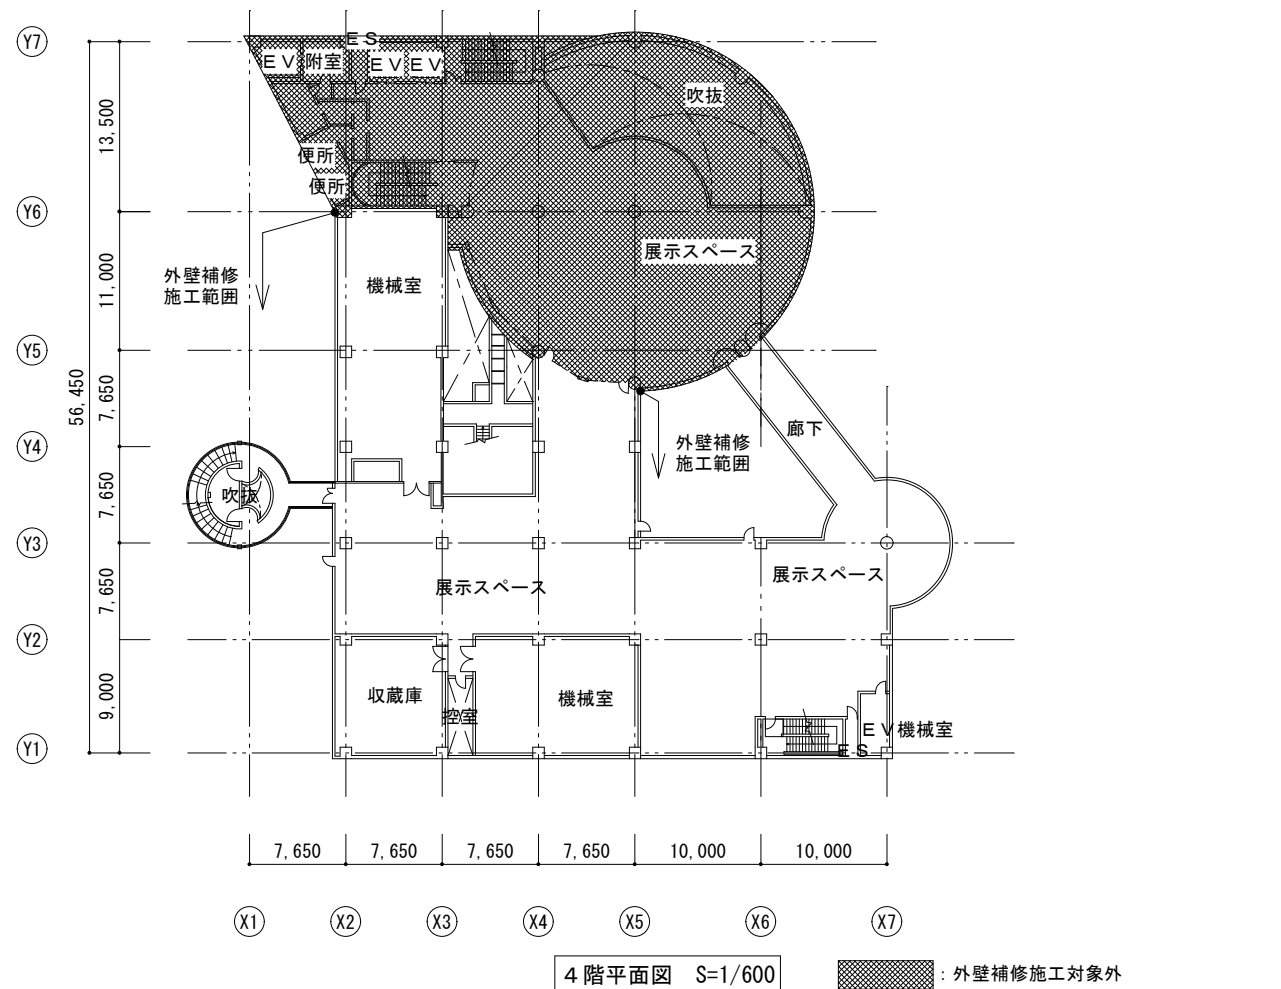 Y7
Y6
Y5
Y4
Y3
Y2
Y1
56,450
13,500
11,000
7,650
7,650
7,650
9,000
ＥＳ
ＥＶ
附室
ＥＶ
ＥＶ
吹抜
便所
便所
展示スペース
外壁補修
施工範囲
機械室
廊下
外壁補修
施工範囲
吹抜
展示スペース
展示スペース
収蔵庫
控室
機械室
ＥＶ機械室
ＥＳ
7,650
7,650
7,650
7,650
10,000
10,000
X1
X2
X3
X4
X5
X6
X7
４階平面図 S=1/600
：外壁補修施工対象外